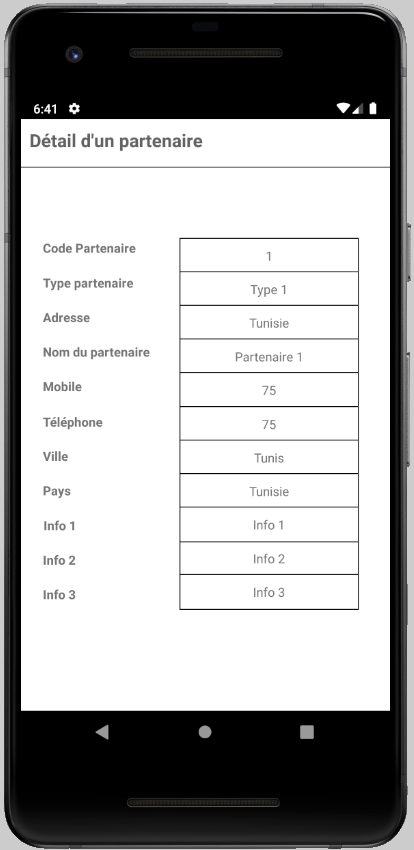 6:41
Détail d'un partenaire
Code Partenaire 1
Type partenaire Type 1
Adresse Tunisie
Nom du partenaire Partenaire 1
Mobile 75
Téléphone 75
Ville Tunis
Pays Tunisie
Info 1 Info 1
Info 2 Info 2
Info 3 Info 3